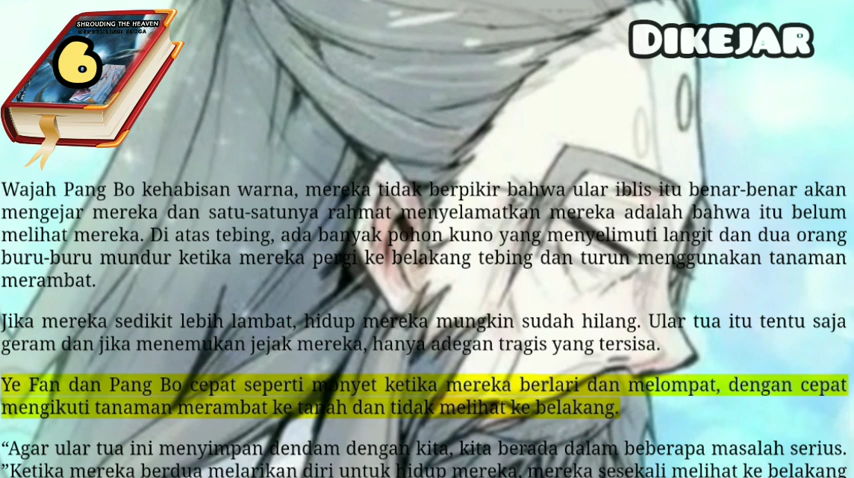 SHROUDING THE HEAVEN
6
DIKEJAR
Wajah Pang Bo kehabisan warna, mereka tidak berpikir bahwa ular iblis itu benar-benar akan
mengejar mereka dan satu-satunya rahmat menyelamatkan mereka adalah bahwa itu belum
melihat mereka. Di atas tebing, ada banyak pohon kuno yang menyelimuti langit dan dua orang
buru-buru mundur ketika mereka pergi ke belakang tebing dan turun menggunakan tanaman
merambat.
Jika mereka sedikit lebih lambat, hidup mereka mungkin sudah hilang. Ular tua itu tentu saja
geram dan jika menemukan jejak mereka, hanya adegan tragis yang tersisa.
Ye Fan dan Pang Bo cepat seperti monyet ketika mereka berlari dan melompat, dengan cepat
mengikuti tanaman merambat ke tanah dan tidak melihat ke belakang.
“Agar ular tua ini menyimpan dendam dengan kita, kita berada dalam beberapa masalah serius.
”Ketika mereka berdua melarikan diri untuk hidup mereka, mereka sesekali melihat ke belakang